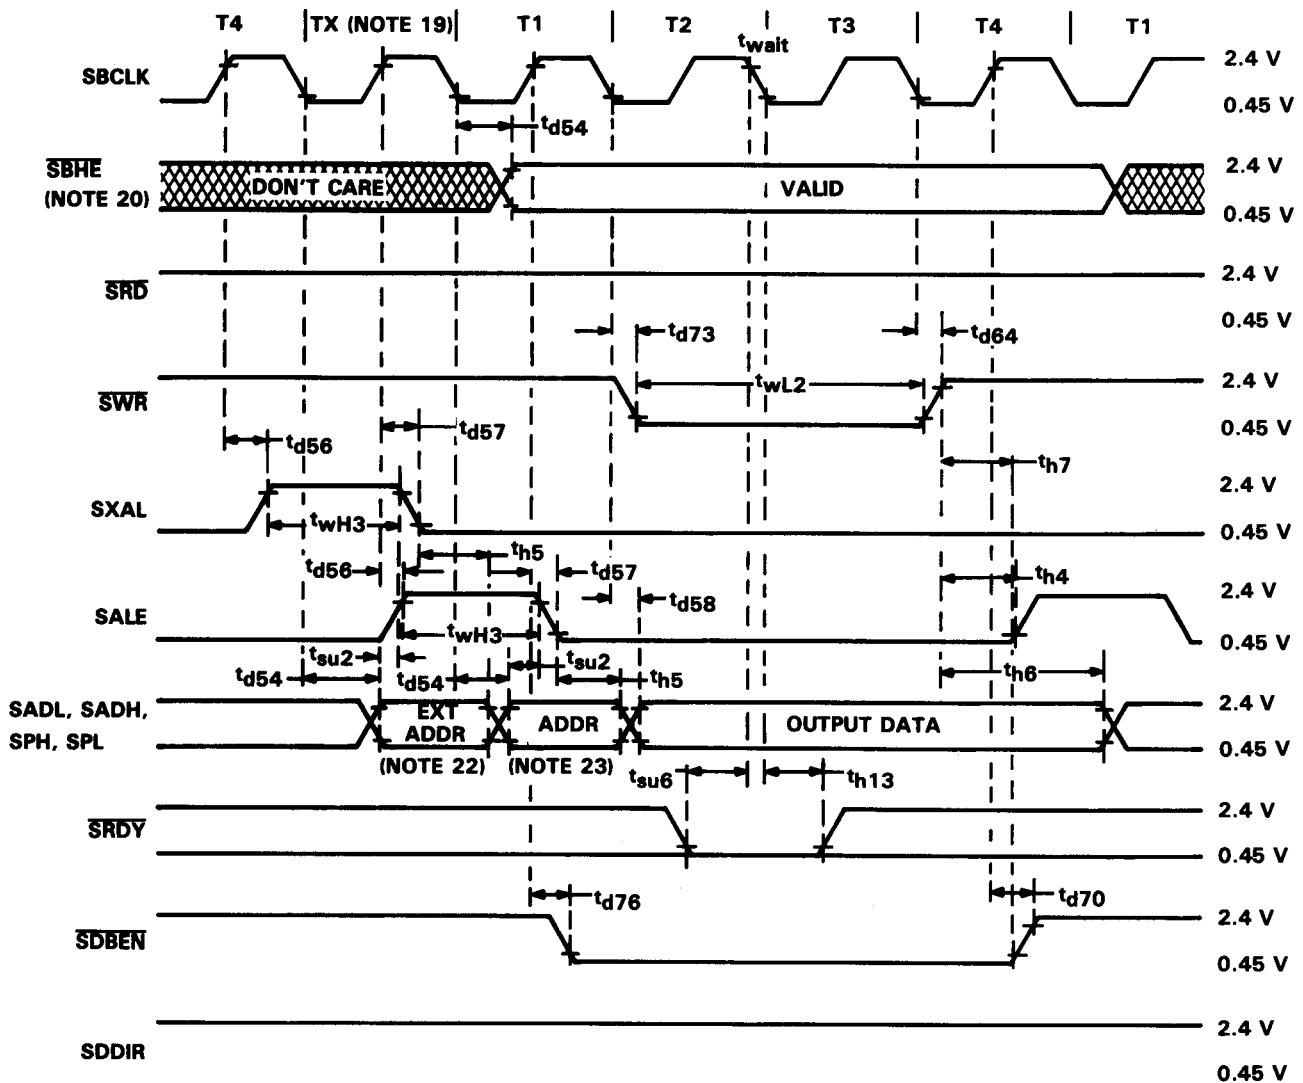 T4 TX (NOTE 19) T1 T2 T3 T4 T1
twait
SBCLK 2.4 V
0.45 V
td54
SBHE 2.4 V
(NOTE 20) DON'T CARE VALID
0.45 V
SRD 2.4 V
0.45 V
td73 td64
SWR twL2 2.4 V
0.45 V
td56 td57
th7
SXAL 2.4 V
twH3 0.45 V
td56 th5 td57 th4
SALE td58 2.4 V
twH3 0.45 V
tsu2 tsu2
td54 td54 th5 th6
SADL, SADH, EXT 2.4 V
SPH, SPL ADDR ADDR OUTPUT DATA
0.45 V
(NOTE 22) (NOTE 23)
tsu6 th13
SRDY 2.4 V
0.45 V
td76 td70
SDBEN 2.4 V
0.45 V
SDDIR 2.4 V
0.45 V